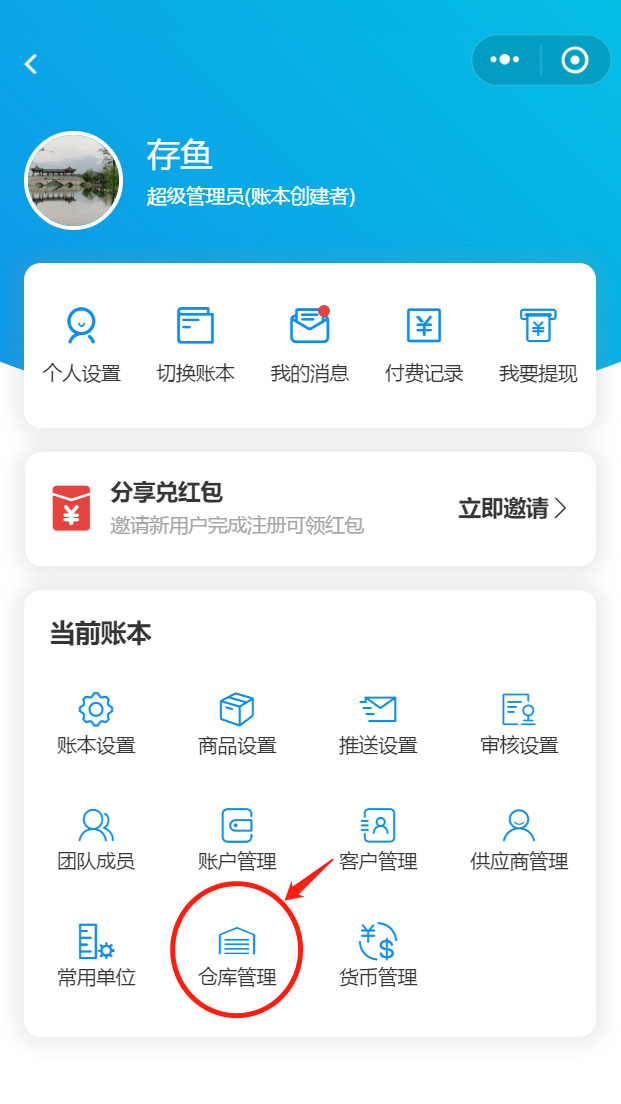 存鱼
超级管理员(账本创建者)
个人设置 切换账本 我的消息 付费记录 我要提现
分享兑红包
邀请新用户完成注册可领红包
立即邀请
当前账本
账本设置 商品设置 推送设置 审核设置
团队成员 账户管理 客户管理 供应商管理
常用单位 仓库管理 货币管理